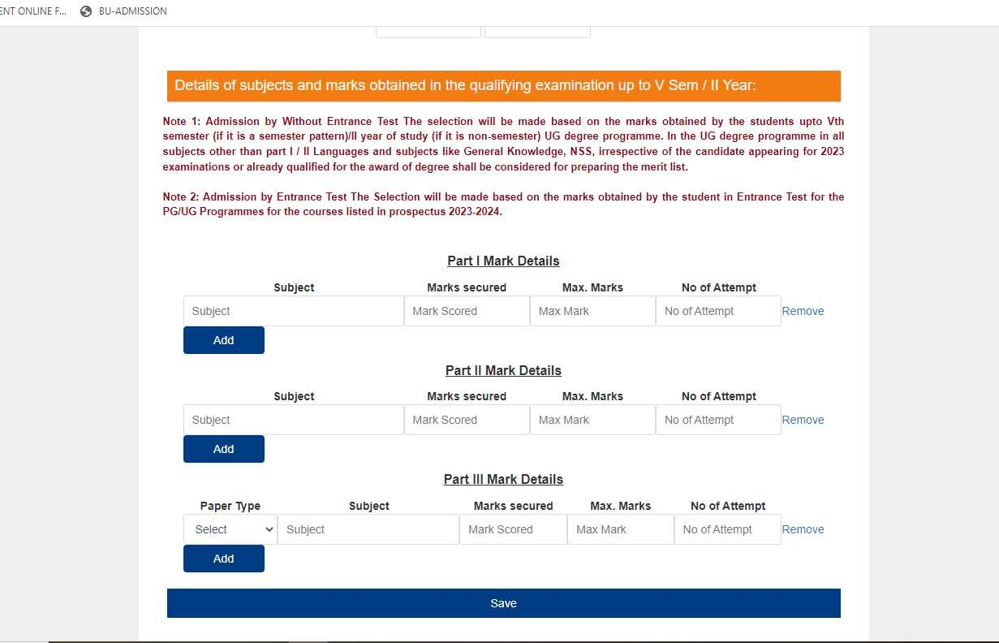 ENT ONLINE F... BU-ADMISSION
Details of subjects and marks obtained in the qualifying examination up to V Sem / II Year:
Note 1: Admission by Without Entrance Test The selection will be made based on the marks obtained by the students upto Vth
semester (if it is a semester pattern)/II year of study (if it is non-semester) UG degree programme. In the UG degree programme in all
subjects other than part I / II Languages and subjects like General Knowledge, NSS, irrespective of the candidate appearing for 2023
examinations or already qualified for the award of degree shall be considered for preparing the merit list.
Note 2: Admission by Entrance Test The Selection will be made based on the marks obtained by the student in Entrance Test for the
PG/UG Programmes for the courses listed in prospectus 2023-2024.
Part I Mark Details
Subject Marks secured Max. Marks No of Attempt
Subject Mark Scored Max Mark No of Attempt Remove
Add
Part II Mark Details
Subject Marks secured Max. Marks No of Attempt
Subject Mark Scored Max Mark No of Attempt Remove
Add
Part III Mark Details
Paper Type Subject Marks secured Max. Marks No of Attempt
Select Subject Mark Scored Max Mark No of Attempt Remove
Add
Save